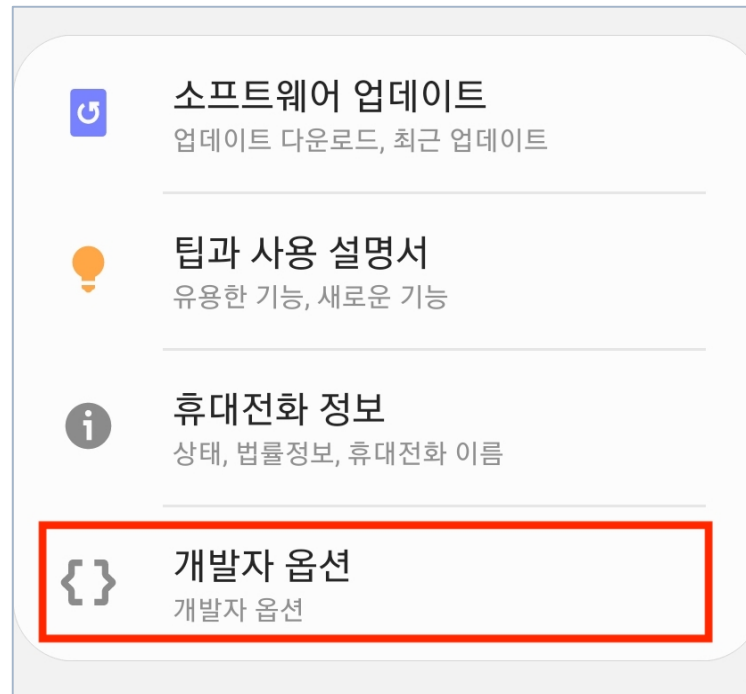 소프트웨어 업데이트
업데이트 다운로드, 최근 업데이트
팁과 사용 설명서
유용한 기능, 새로운 기능
휴대전화 정보
상태, 법률정보, 휴대전화 이름
개발자 옵션
개발자 옵션